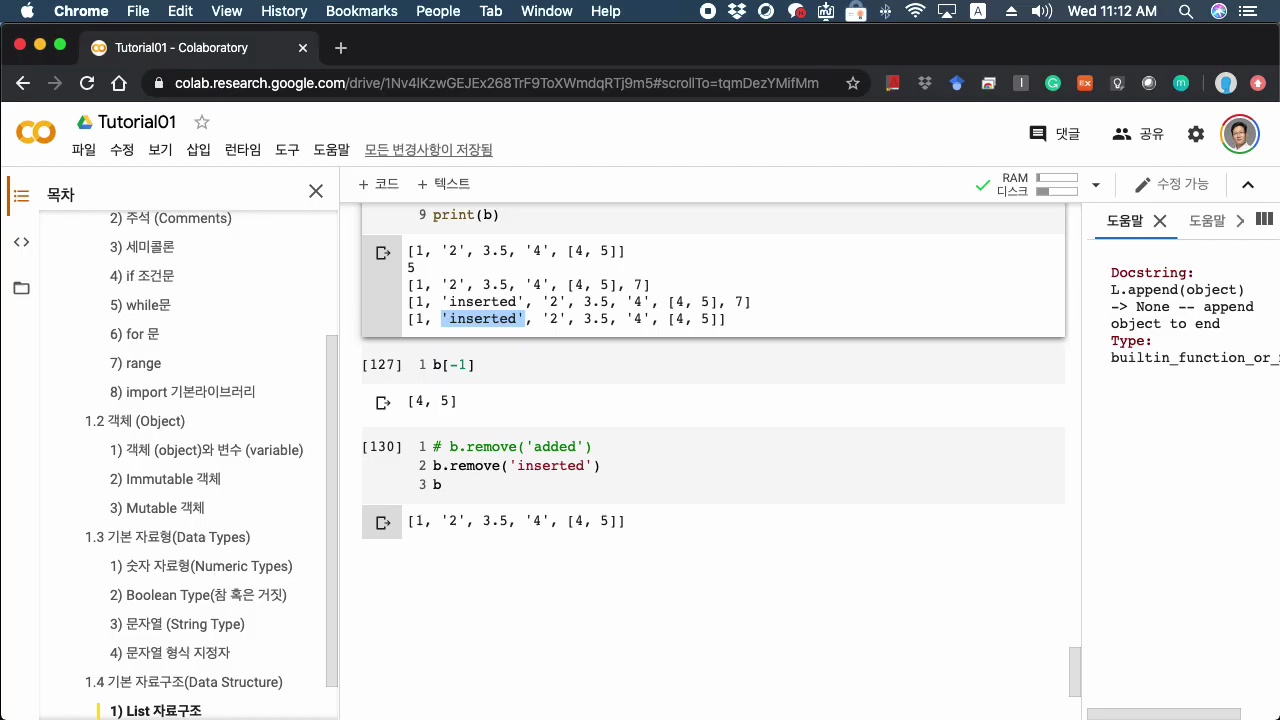 Chrome File Edit View History Bookmarks People Tab Window Help
Wed 11:12 AM
Tutorial01 - Colaboratory
colab.research.google.com/drive/1Nv4lKzwGEJEx268TrF9ToXWmdqRTj9m5#scrollTo=tqmDezYMifMm
Tutorial01
파일 수정 보기 삽입 런타임 도구 도움말 모든 변경사항이 저장됨
댓글 공유
목차
2) 주석 (Comments)
3) 세미콜론
4) if 조건문
5) while문
6) for 문
7) range
8) import 기본라이브러리
1.2 객체 (Object)
1) 객체 (object)와 변수 (variable)
2) Immutable 객체
3) Mutable 객체
1.3 기본 자료형(Data Types)
1) 숫자 자료형(Numeric Types)
2) Boolean Type(참 혹은 거짓)
3) 문자열 (String Type)
4) 문자열 형식 지정자
1.4 기본 자료구조(Data Structure)
1) List 자료구조
+ 코드 + 텍스트
RAM
디스크
수정 가능
9 print(b)
[1, '2', 3.5, '4', [4, 5]]
5
[1, '2', 3.5, '4', [4, 5], 7]
[1, 'inserted', '2', 3.5, '4', [4, 5], 7]
[1, 'inserted', '2', 3.5, '4', [4, 5]]
[127] 1 b[-1]
[4, 5]
[130] 1 # b.remove('added')
2 b.remove('inserted')
3 b
[1, '2', 3.5, '4', [4, 5]]
도움말 도움말
Docstring:
L.append(object)
-> None -- append
object to end
Type:
builtin_function_or_